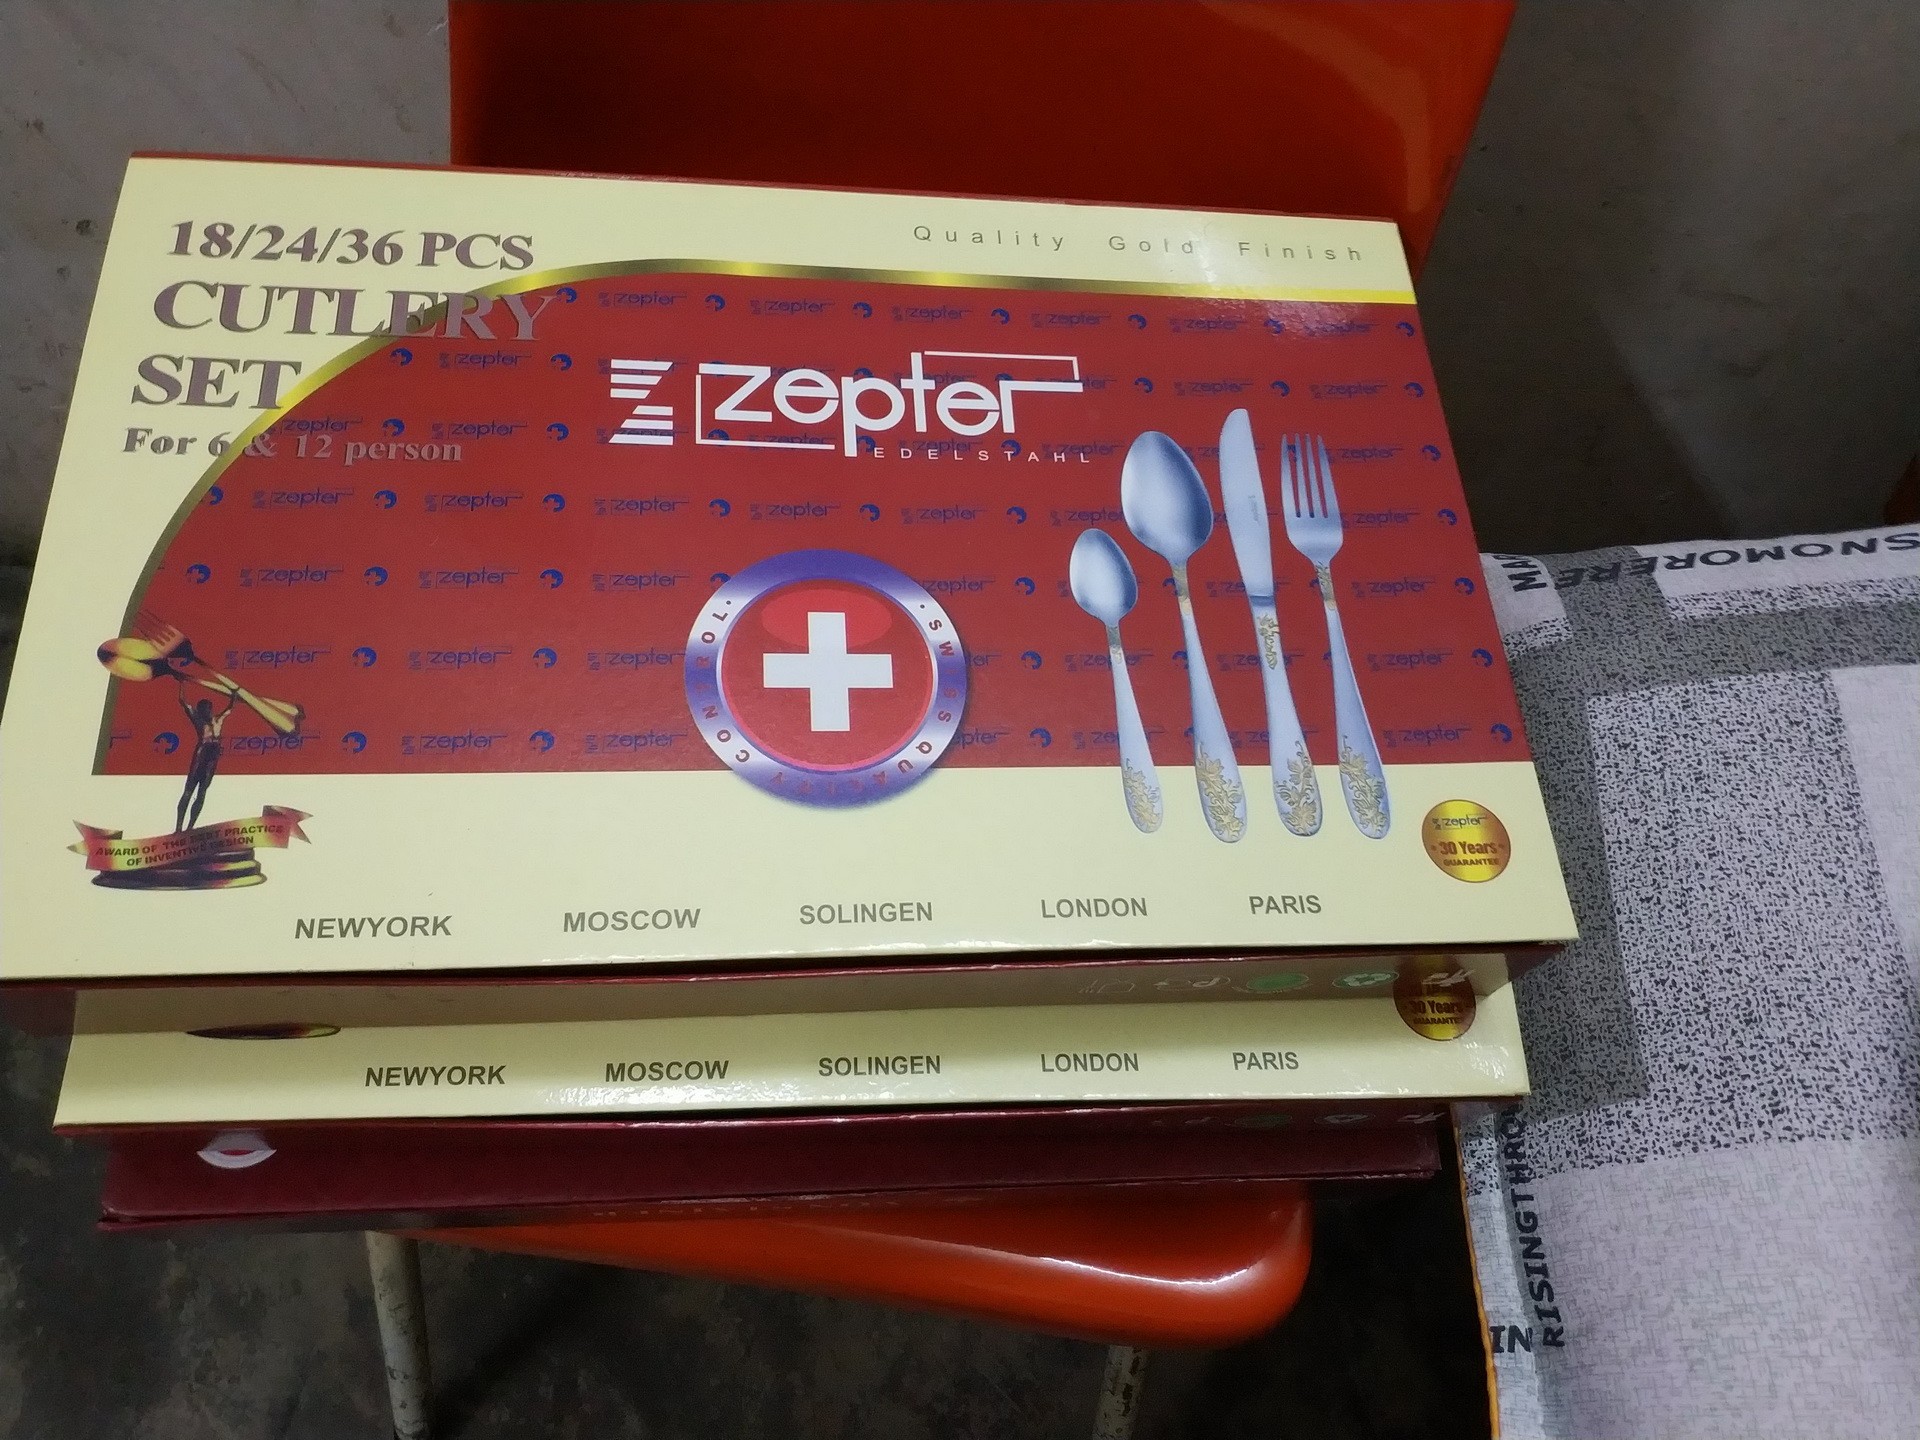 18/24/36 PCS
CUTLERY
SET
For 6 & 12 person
Quality Gold Finish
zepter
EDELSTAHL
SWISS QUALITY CONTROL
AWARD OF THE BEST PRACTICE
OF INVENTIVE DESIGN
zepter
30 Years
GUARANTEE
NEWYORK MOSCOW SOLINGEN LONDON PARIS
30 Years
GUARANTEE
NEWYORK MOSCOW SOLINGEN LONDON PARIS
SNOMORERE
MAR
RISINGTHRO
IN